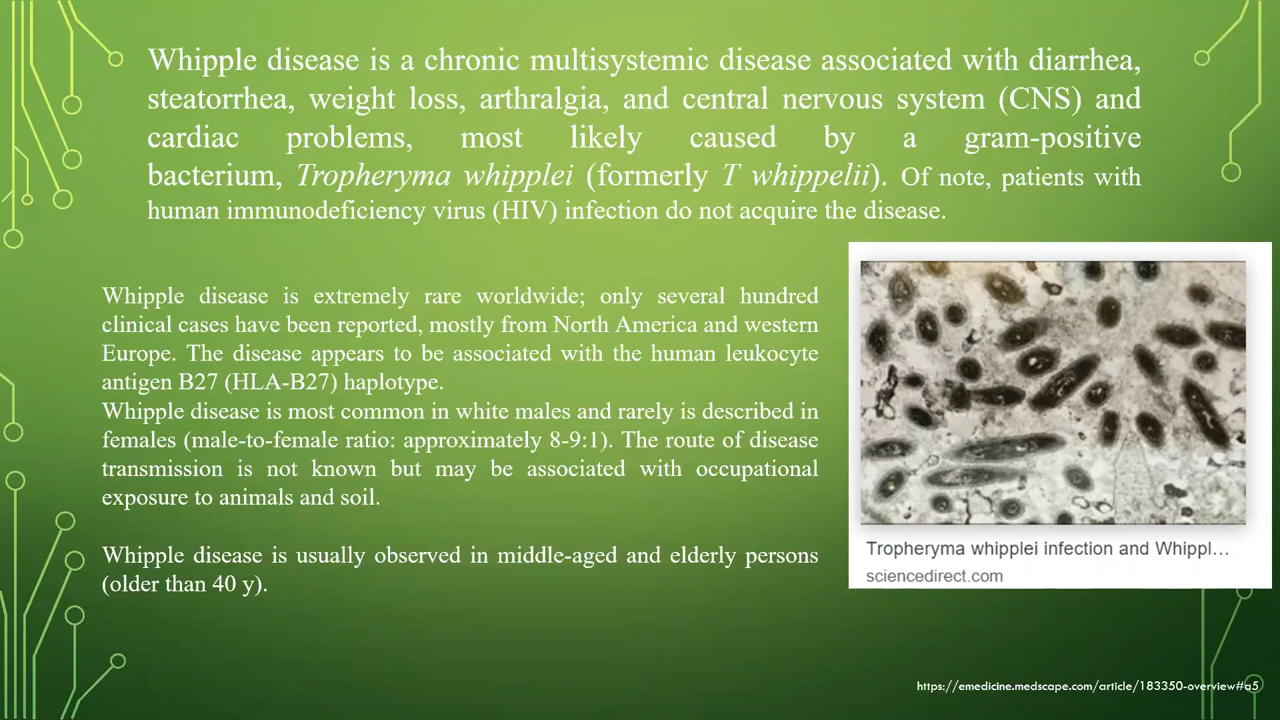 Whipple disease is a chronic multisystemic disease associated with diarrhea,
steatorrhea, weight loss, arthralgia, and central nervous system (CNS) and
cardiac problems, most likely caused by a gram-positive
bacterium, Tropheryma whipplei (formerly T whippelii). Of note, patients with
human immunodeficiency virus (HIV) infection do not acquire the disease.
Whipple disease is extremely rare worldwide; only several hundred
clinical cases have been reported, mostly from North America and western
Europe. The disease appears to be associated with the human leukocyte
antigen B27 (HLA-B27) haplotype.
Whipple disease is most common in white males and rarely is described in
females (male-to-female ratio: approximately 8-9:1). The route of disease
transmission is not known but may be associated with occupational
exposure to animals and soil.
Whipple disease is usually observed in middle-aged and elderly persons
(older than 40 y).
Tropheryma whipplei infection and Whippl...
sciencedirect.com
https://emedicine.medscape.com/article/183350-overview#a5